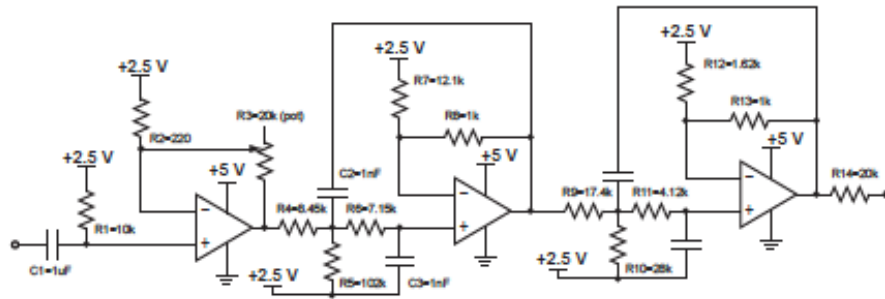 +2.5 V
+2.5 V
+2.5 V
R12=1.62k
R7=12.1k
R3=20k (pot)
R13=1k
R8=1k
R2=220
+2.5 V
+5 V
+5 V
+5 V
C2=1nF
R14=20k
R9=17.4k
R11=4.12k
R4=8.45k
R6=7.15k
R1=10k
+2.5 V
+2.5 V
R10=28k
C1=1uF
R5=102k
C3=1nF